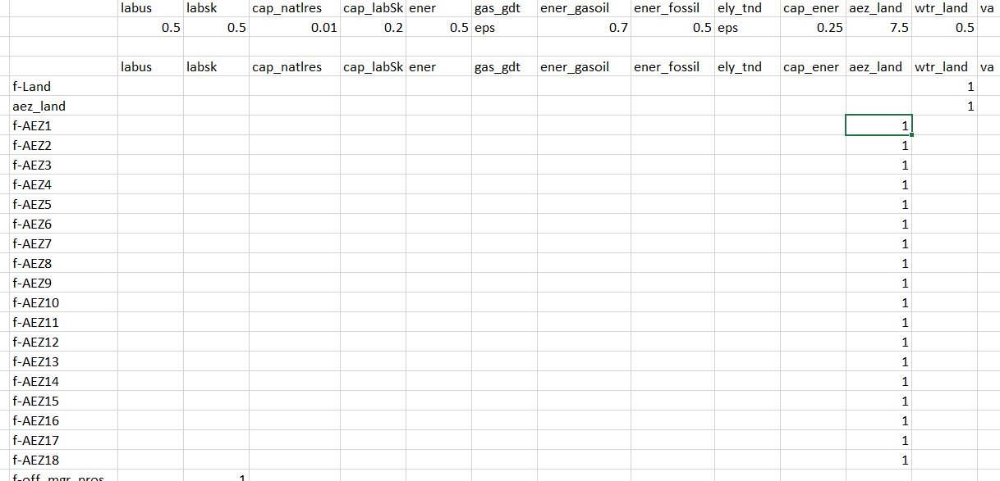 labus labsk cap_natlres cap_labSk ener gas_gdt ener_gasoil ener_fossil ely_tnd cap_ener aez_land wtr_land va
0.5 0.5 0.01 0.2 0.5 eps 0.7 0.5 eps 0.25 7.5 0.5
labus labsk cap_natlres cap_labSk ener gas_gdt ener_gasoil ener_fossil ely_tnd cap_ener aez_land wtr_land va
f-Land 1
aez_land 1
f-AEZ1 1
f-AEZ2 1
f-AEZ3 1
f-AEZ4 1
f-AEZ5 1
f-AEZ6 1
f-AEZ7 1
f-AEZ8 1
f-AEZ9 1
f-AEZ10 1
f-AEZ11 1
f-AEZ12 1
f-AEZ13 1
f-AEZ14 1
f-AEZ15 1
f-AEZ16 1
f-AEZ17 1
f-AEZ18 1
f-off_mgr_pros 1